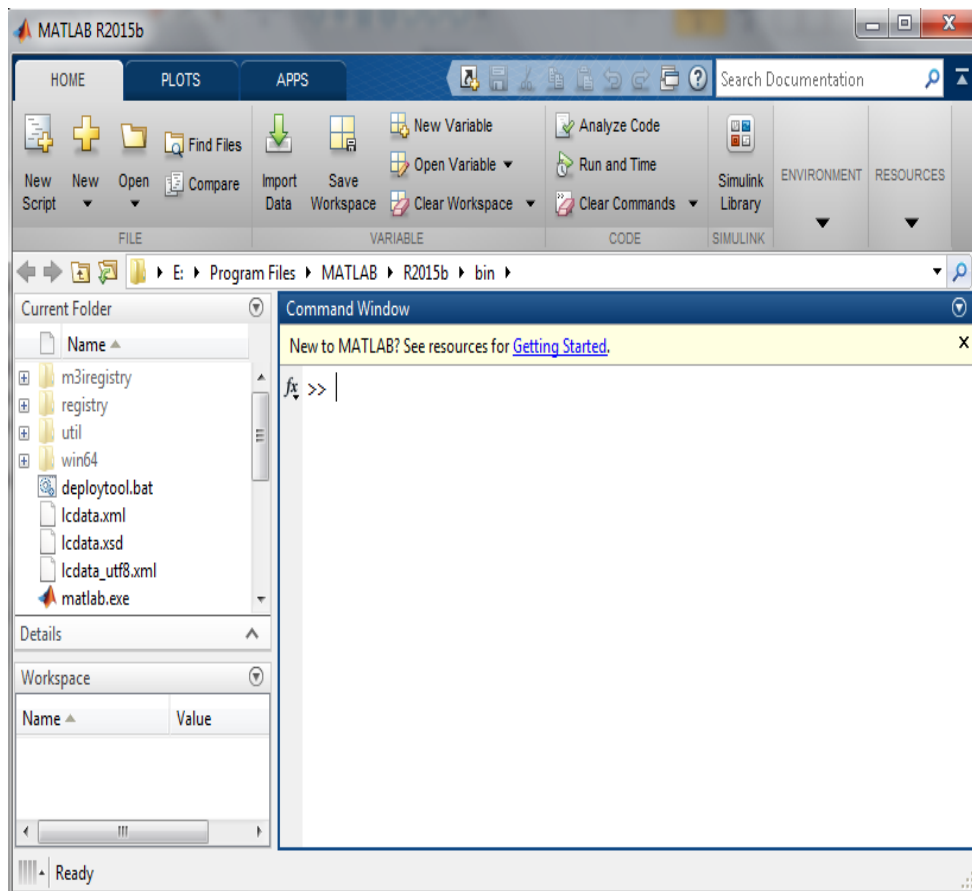 MATLAB R2015b
HOME PLOTS APPS Search Documentation
New Script
New
Open
Find Files
Compare
FILE
Import Data
Save Workspace
New Variable
Open Variable
Clear Workspace
VARIABLE
Analyze Code
Run and Time
Clear Commands
CODE
Simulink Library
SIMULINK
ENVIRONMENT
RESOURCES
E: Program Files MATLAB R2015b bin
Current Folder
Name
m3iregistry
registry
util
win64
deploytool.bat
lcdata.xml
lcdata.xsd
lcdata_utf8.xml
matlab.exe
Details
Workspace
Name Value
Command Window
New to MATLAB? See resources for Getting Started.
fx >>
Ready